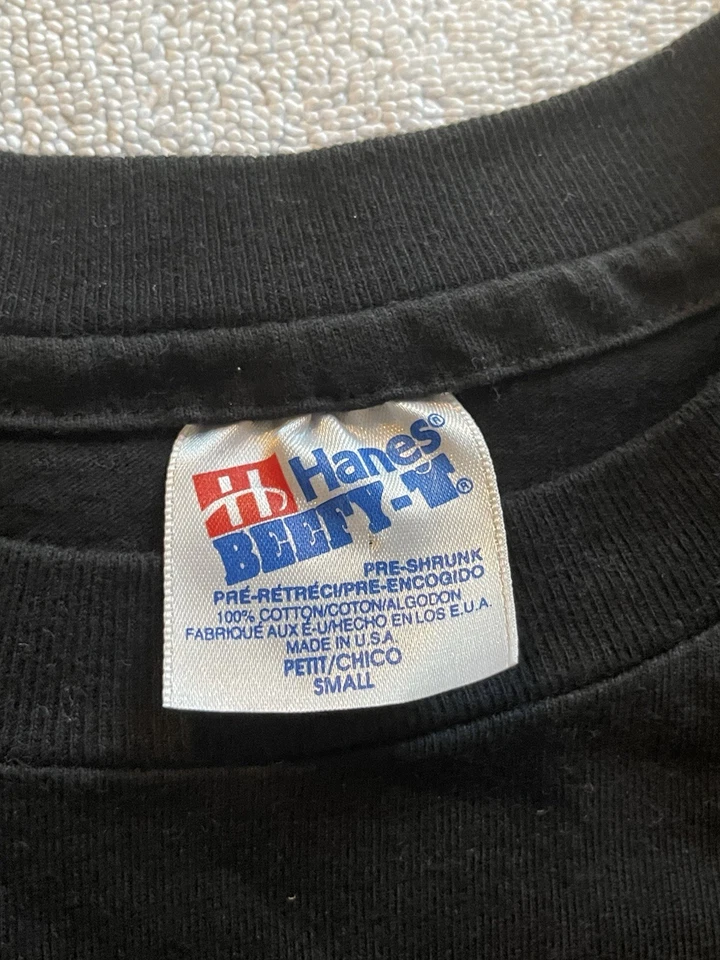 H Hanes®
BEEFY-T®
PRE-SHRUNK
PRÉ-RÉTRÉCI/PRE-ENCOGIDO
100% COTTON/COTON/ALGODON
FABRIQUÉ AUX É-U/HECHO EN LOS E.U.A.
MADE IN U.S.A.
PETIT/CHICO
SMALL